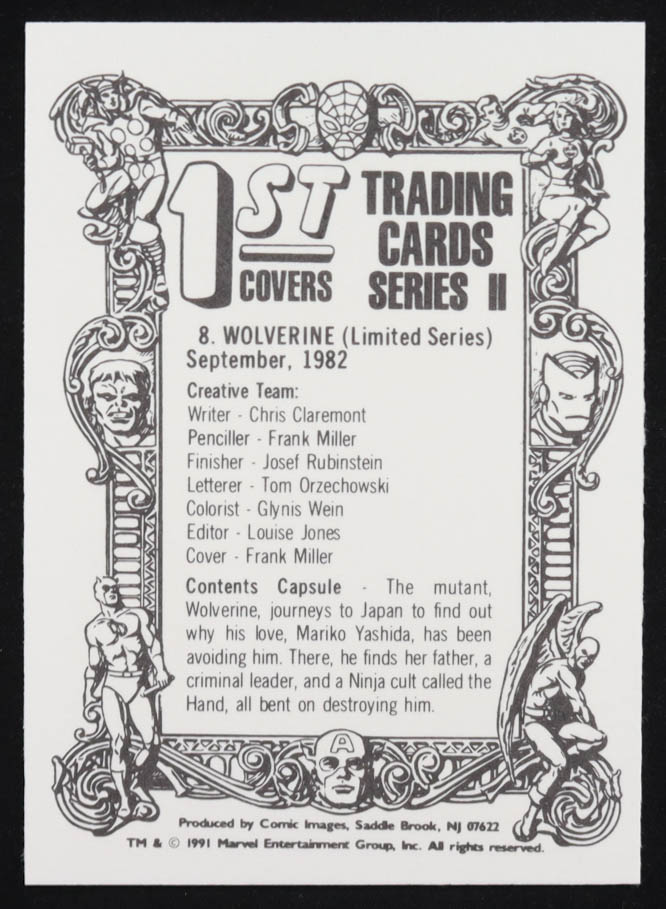 1ST
COVERS
TRADING
CARDS
SERIES II
8. WOLVERINE (Limited Series)
September, 1982
Creative Team:
Writer - Chris Claremont
Penciller - Frank Miller
Finisher - Josef Rubinstein
Letterer - Tom Orzechowski
Colorist - Glynis Wein
Editor - Louise Jones
Cover - Frank Miller
Contents Capsule - The mutant,
Wolverine, journeys to Japan to find out
why his love, Mariko Yashida, has been
avoiding him. There, he finds her father, a
criminal leader, and a Ninja cult called the
Hand, all bent on destroying him.
A
Produced by Comic Images, Saddle Brook, NJ 07622
TM & © 1991 Marvel Entertainment Group, Inc. All rights reserved.